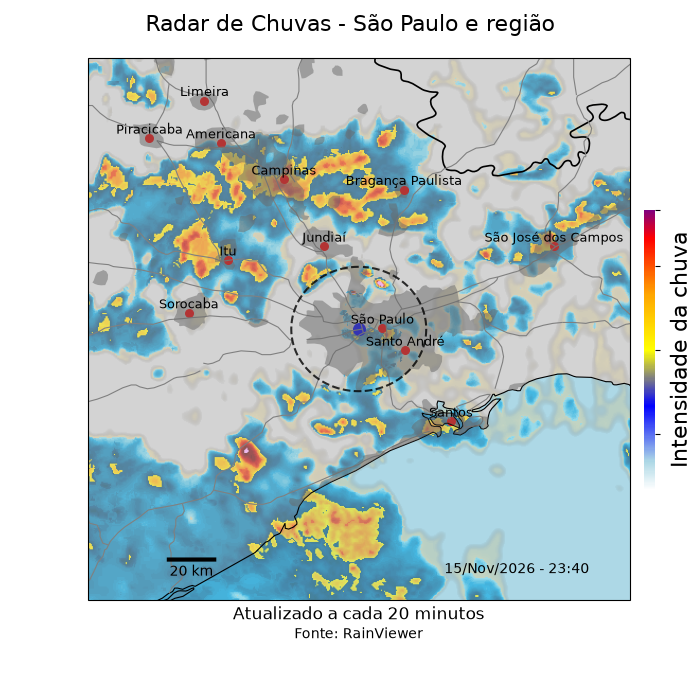 Radar de Chuvas - São Paulo e região
Limeira
Piracicaba
Americana
Campinas
Bragança Paulista
Itu
Jundiaí
São José dos Campos
Sorocaba
São Paulo
Santo André
Santos
Intensidade da chuva
20 km
15/Nov/2026 - 23:40
Atualizado a cada 20 minutos
Fonte: RainViewer